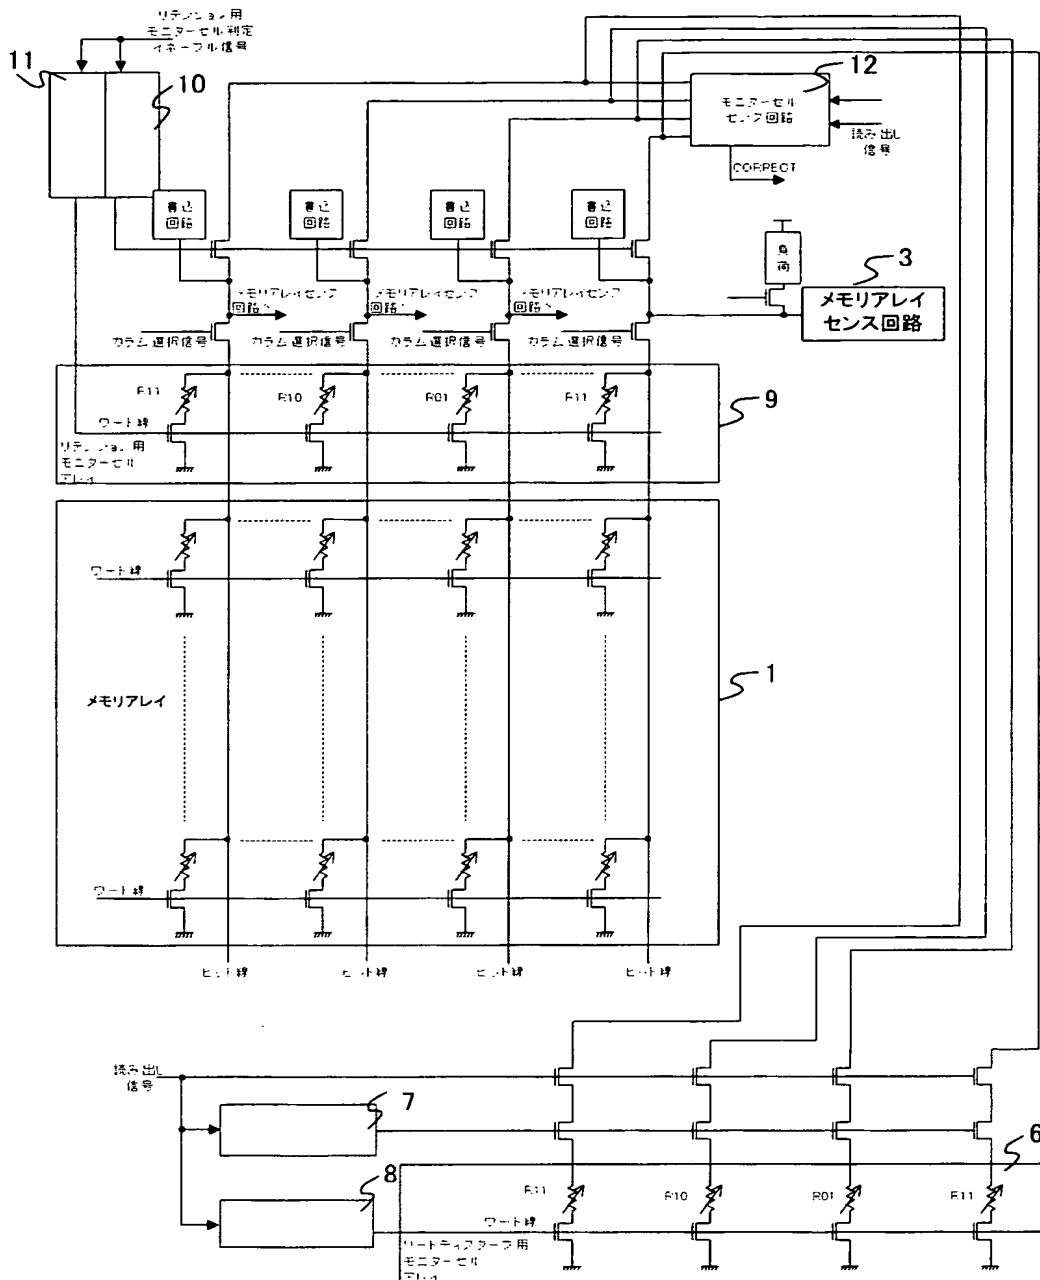 リテンション用
モニターセル判定
イネーブル信号
11
10
12
モニターセル
センス回路
読み出し
信号
CORRECT
書込
回路
書込
回路
書込
回路
書込
回路
負
荷
3
メモリアレイ
センス回路
メモリアレイセンス
回路へ
メモリアレイセンス
回路へ
メモリアレイセンス
回路へ
カラム選択信号
カラム選択信号
カラム選択信号
カラム選択信号
R11
R10
R01
R11
9
ワード線
リテンション用
モニターセル
アレイ
ワード線
1
メモリアレイ
ワード線
ビット線
ビット線
ビット線
ビット線
読み出し
信号
7
6
8
R11
R10
R01
R11
ワード線
リードディスターブ用
モニターセル
アレイ